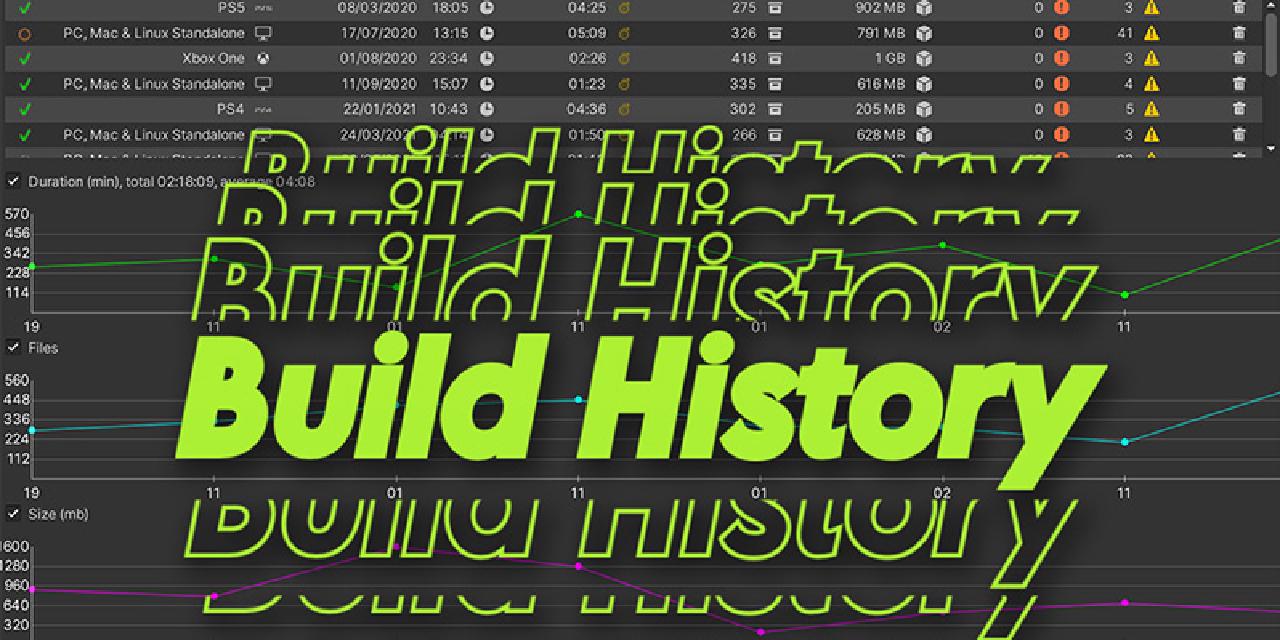 PS5 08/03/2020 18:05 04:25 275 902 MB 0 3
PC, Mac & Linux Standalone 17/07/2020 13:15 05:09 326 791 MB 0 41
Xbox One 01/08/2020 23:34 02:26 418 1 GB 0 3
PC, Mac & Linux Standalone 11/09/2020 15:07 01:23 335 616 MB 0 4
PS4 22/01/2021 10:43 04:36 302 205 MB 0 5
PC, Mac & Linux Standalone 24/03/2021 04:14 01:50 266 628 MB 0 3
Build History
Duration (min), total 02:18:09, average 04:08
Build History
570
456
Build History
342
228
114
19 11 01 11 01 02 11
Files
Build History
560
448
336
224
112
19 11 01 11 01 02 11
Size (mb)
Build History
1600
1280
960
Build History
640
320